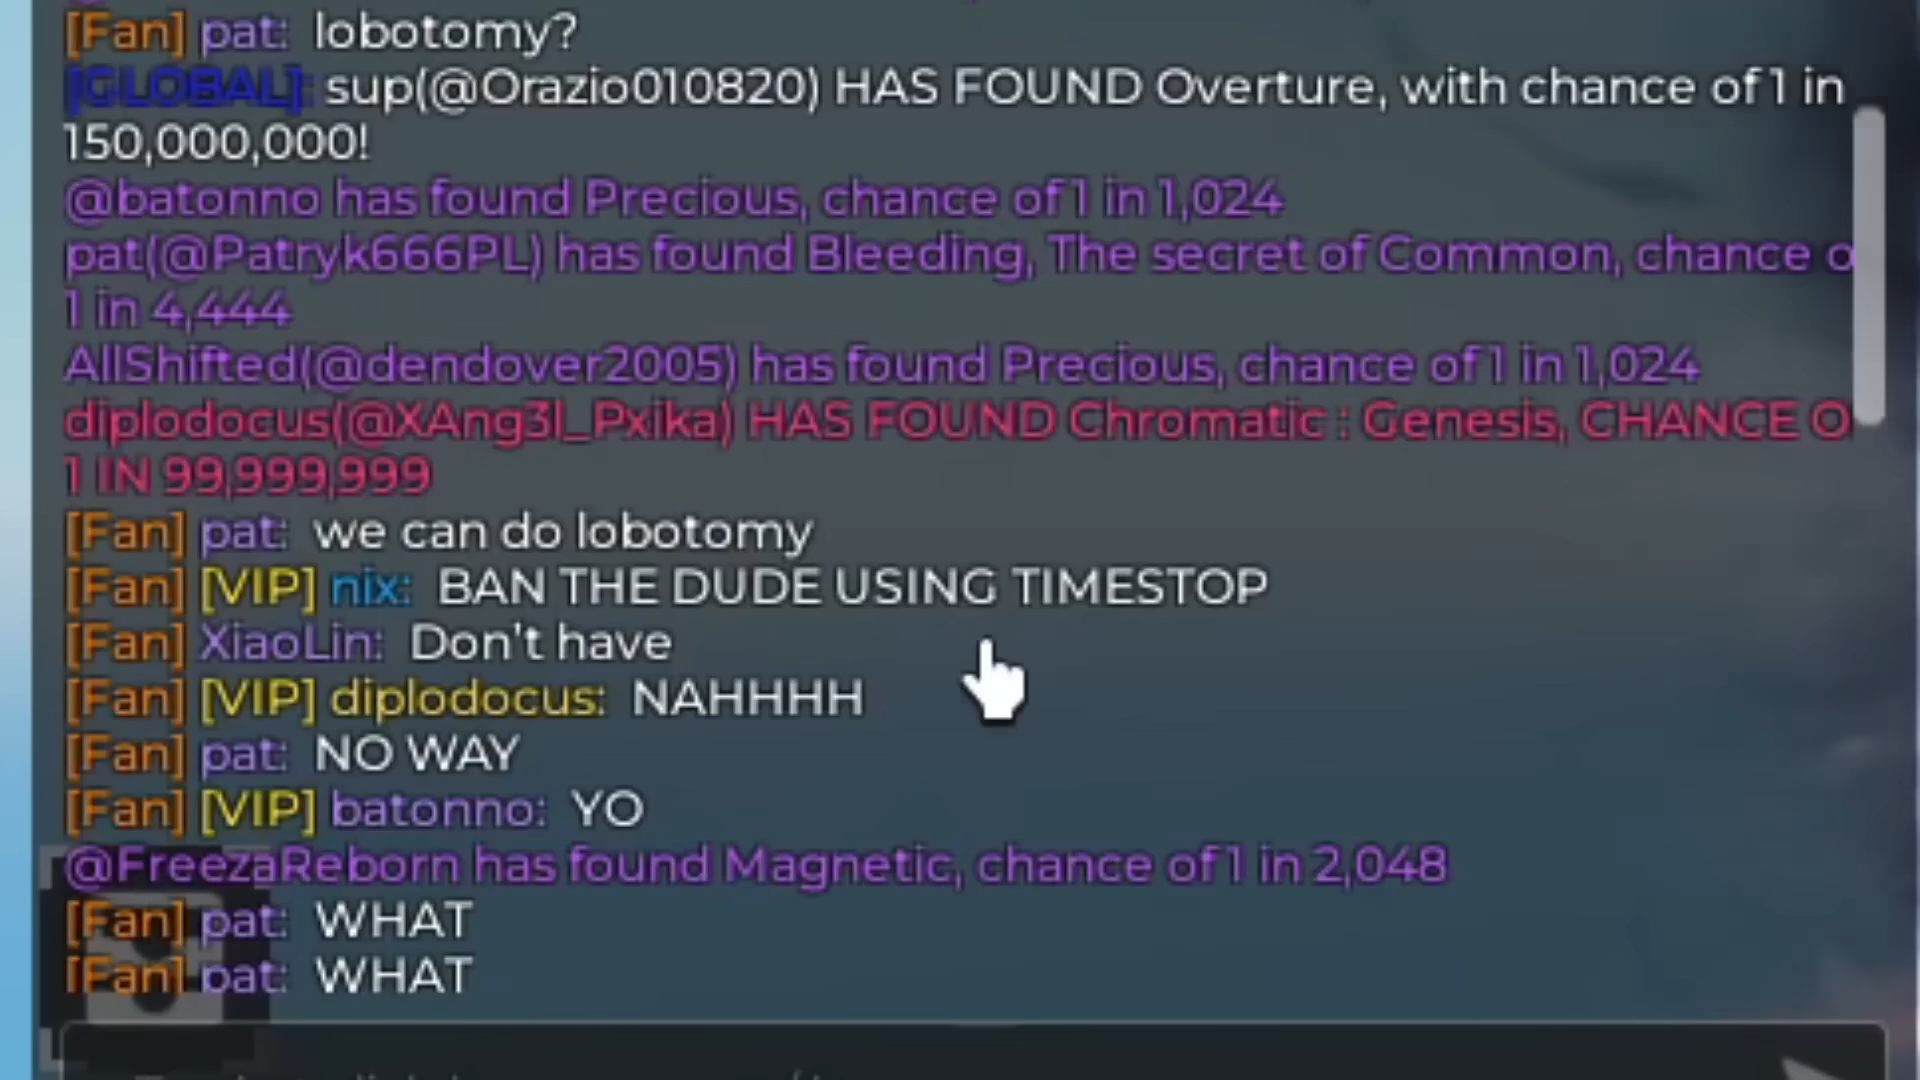 [Fan] pat: lobotomy?
[GLOBAL]: sup(@Orazio010820) HAS FOUND Overture, with chance of 1 in
150,000,000!
@batonno has found Precious, chance of 1 in 1,024
pat(@Patryk666PL) has found Bleeding, The secret of Common, chance o
1 in 4,444
AllShifted(@dendover2005) has found Precious, chance of 1 in 1,024
diplodocus(@XAng3l_Pxika) HAS FOUND Chromatic : Genesis, CHANCE O
1 IN 99,999,999
[Fan] pat: we can do lobotomy
[Fan] [VIP] nix: BAN THE DUDE USING TIMESTOP
[Fan] XiaoLin: Don't have
[Fan] [VIP] diplodocus: NAHHHH
[Fan] pat: NO WAY
[Fan] [VIP] batonno: YO
@FreezaReborn has found Magnetic, chance of 1 in 2,048
[Fan] pat: WHAT
[Fan] pat: WHAT